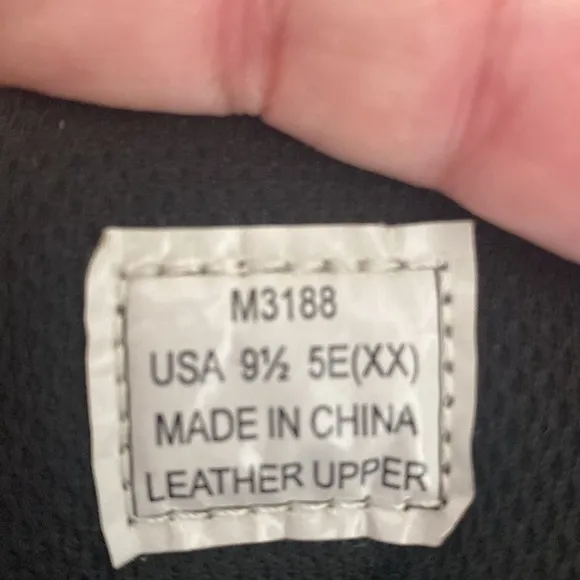 M3188
USA 9½ 5E(XX)
MADE IN CHINA
LEATHER UPPER